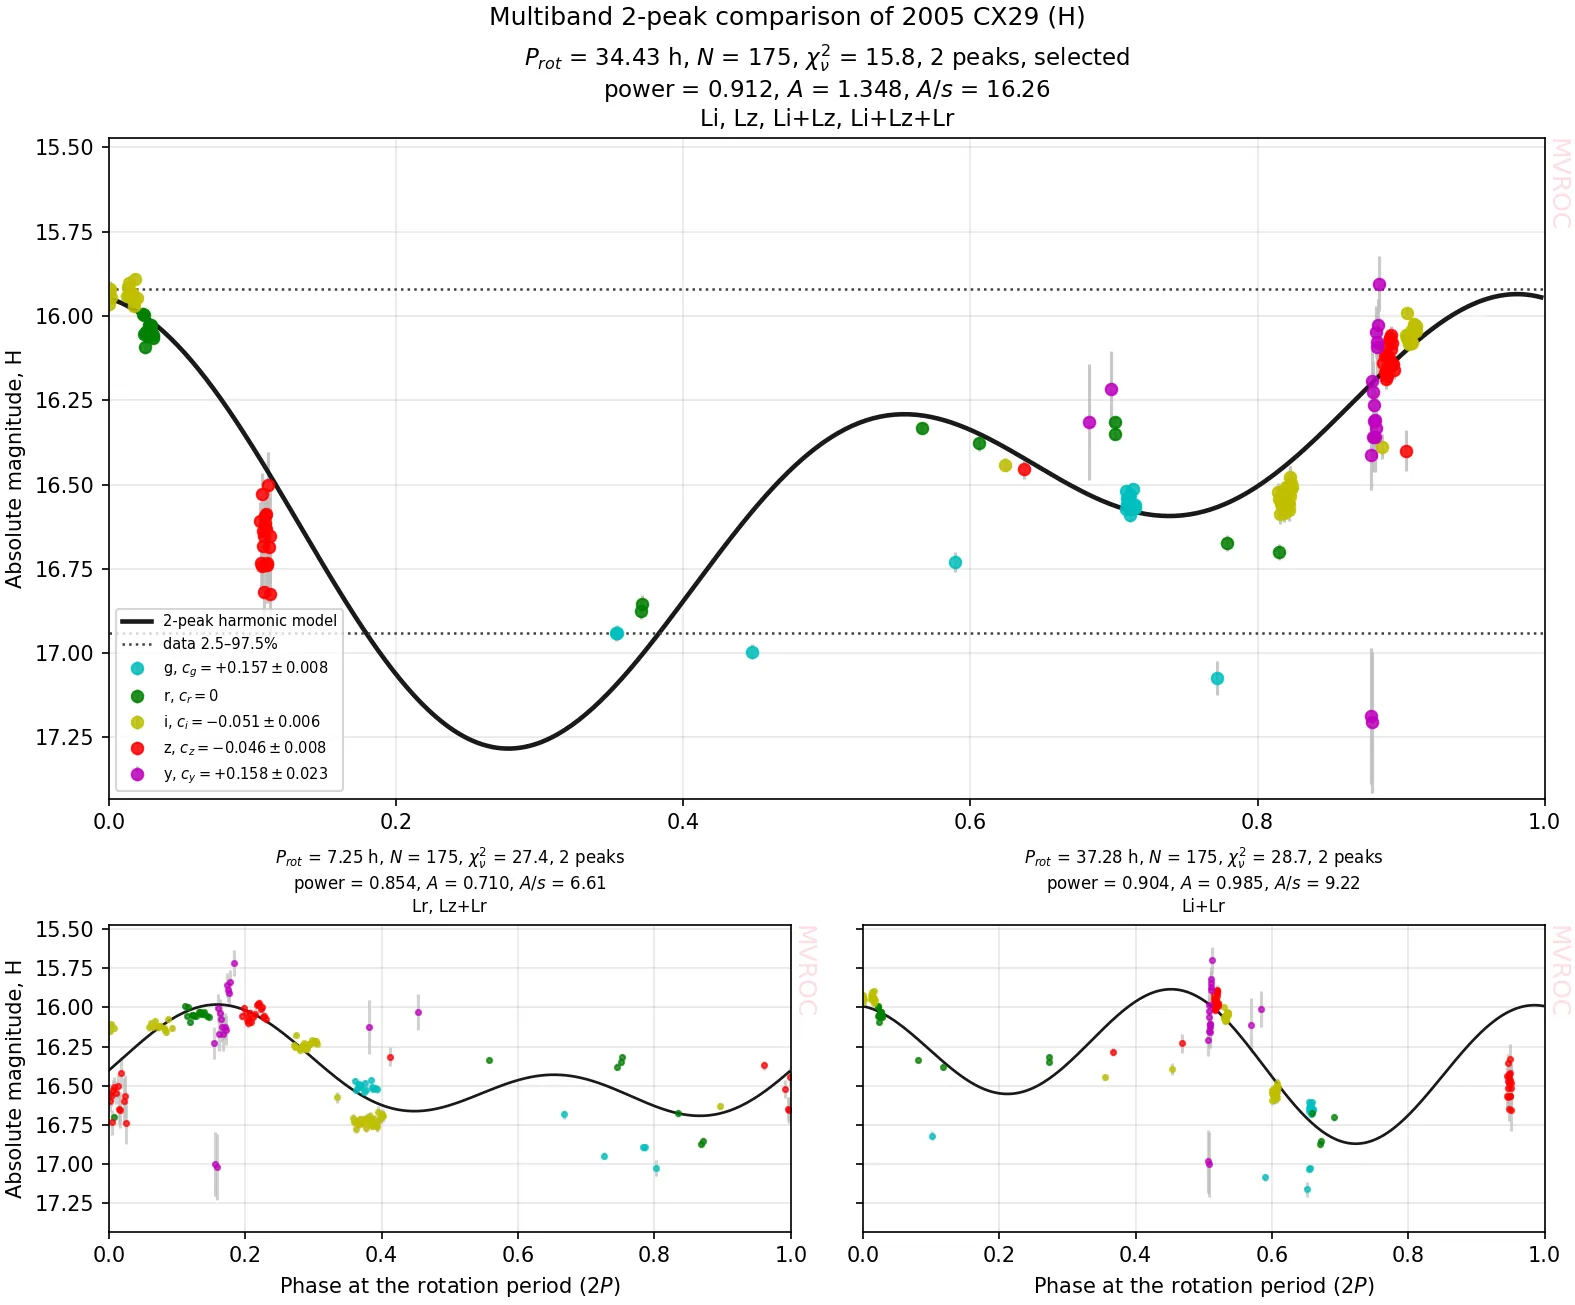 Multiband 2-peak comparison of 2005 CX29 (H)
P_rot = 34.43 h, N = 175, χ²_ν = 15.8, 2 peaks, selected
power = 0.912, A = 1.348, A/s = 16.26
Li, Lz, Li+Lz, Li+Lz+Lr
15.50
15.75
16.00
16.25
16.50
16.75
17.00
17.25
Absolute magnitude, H
2-peak harmonic model
data 2.5–97.5%
g, c_g = +0.157 ± 0.008
r, c_r = 0
i, c_i = −0.051 ± 0.006
z, c_z = −0.046 ± 0.008
y, c_y = +0.158 ± 0.023
0.0 0.2 0.4 0.6 0.8 1.0
MVROC
P_rot = 7.25 h, N = 175, χ²_ν = 27.4, 2 peaks
power = 0.854, A = 0.710, A/s = 6.61
Lr, Lz+Lr
15.50
15.75
16.00
16.25
16.50
16.75
17.00
17.25
Absolute magnitude, H
0.0 0.2 0.4 0.6 0.8 1.0
Phase at the rotation period (2P)
MVROC
P_rot = 37.28 h, N = 175, χ²_ν = 28.7, 2 peaks
power = 0.904, A = 0.985, A/s = 9.22
Li+Lr
0.0 0.2 0.4 0.6 0.8 1.0
Phase at the rotation period (2P)
MVROC